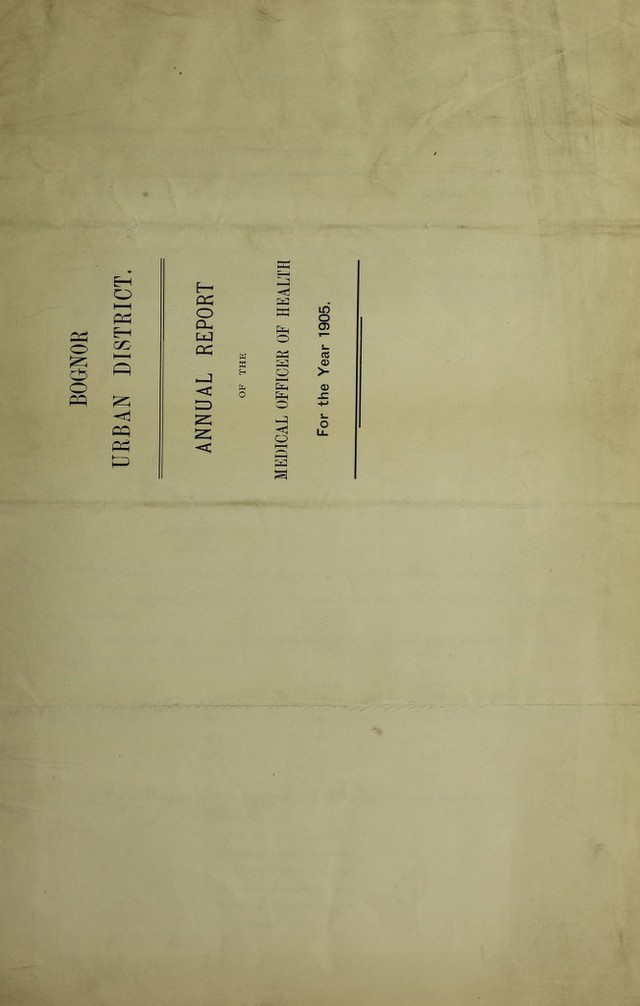 BOGNOR
URBAN DISTRICT.
ANNUAL REPORT
OF THE
MEDICAL OFFICER OF HEALTH
For the Year 1905.